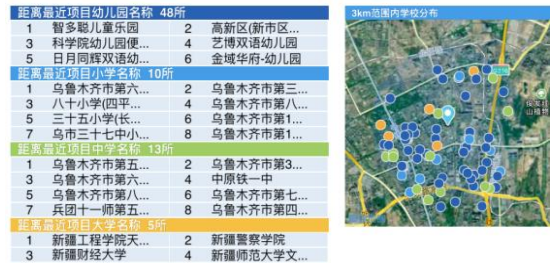 距离最近项目幼儿园名称 48所
1 智多聪儿童乐园 2 高新区(新市区...
3 科学院幼儿园便... 4 艺博双语幼儿园
5 日月同辉双语幼... 6 金域华府-幼儿园
距离最近项目小学名称 10所
1 乌鲁木齐市第六... 2 乌鲁木齐市第三...
3 八十小学(四平... 4 乌鲁木齐市第八...
5 三十五小学(长... 6 乌鲁木齐市第1...
7 乌市三十七中小... 8 乌鲁木齐市第1...
距离最近项目中学名称 13所
1 乌鲁木齐市第五... 2 乌鲁木齐市第3...
3 乌鲁木齐市第六... 4 中原铁一中
5 乌鲁木齐市第八... 6 乌鲁木齐市第七...
7 兵团十一师第五... 8 乌鲁木齐市第四...
距离最近项目大学名称 5所
1 新疆工程学院天... 2 新疆警察学院
3 新疆财经大学 4 新疆师范大学文...
3km范围内学校分布